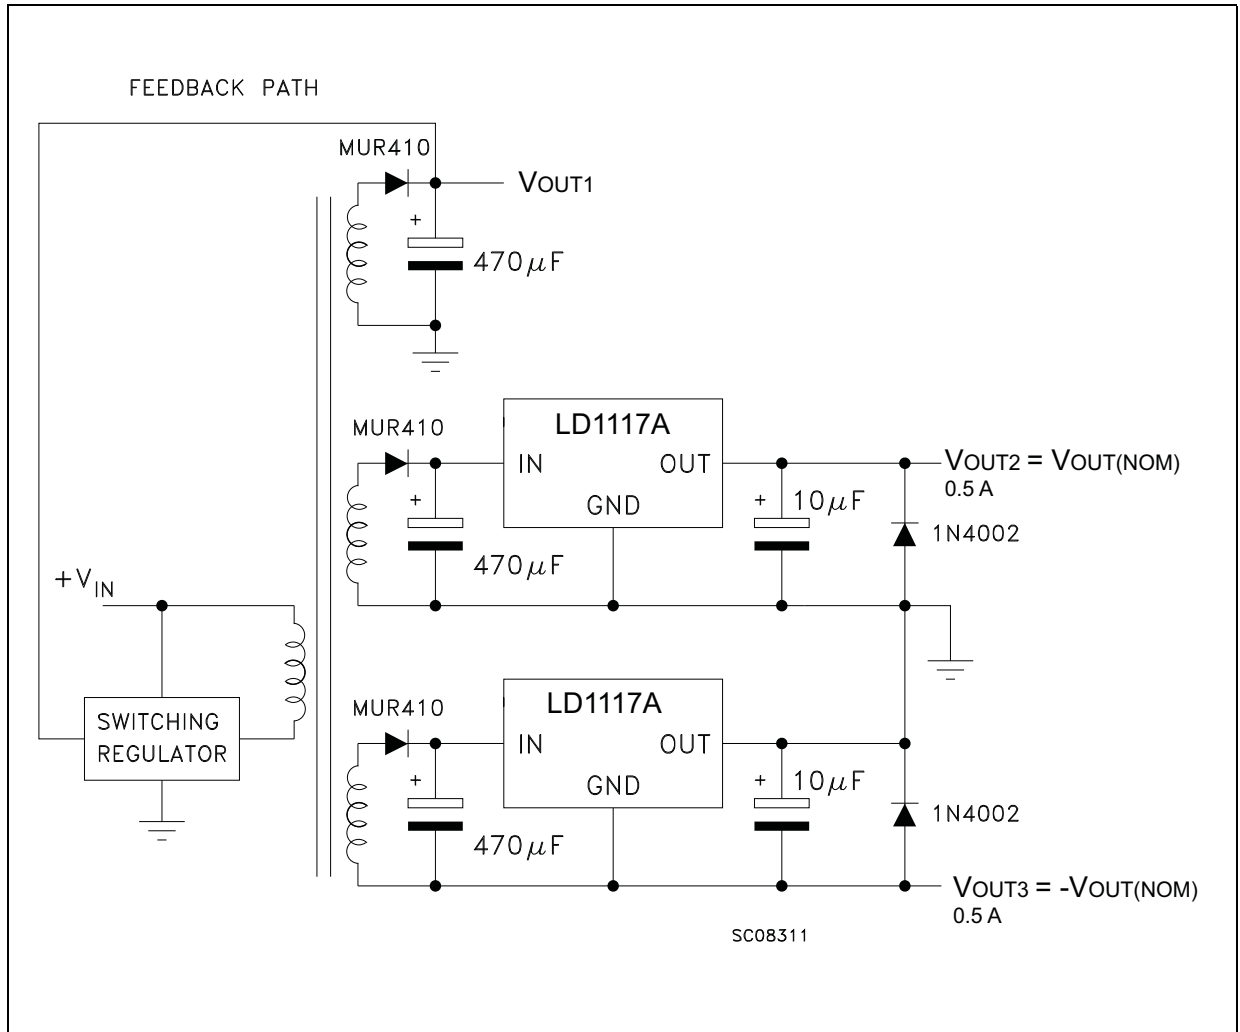 FEEDBACK PATH
MUR410
VOUT1
+
470μF
MUR410
LD1117A
IN
OUT
GND
+
470μF
+
10μF
VOUT2 = VOUT(NOM)
0.5 A
1N4002
+VIN
SWITCHING
REGULATOR
MUR410
LD1117A
IN
OUT
GND
+
470μF
+
10μF
1N4002
VOUT3 = -VOUT(NOM)
0.5 A
SC08311